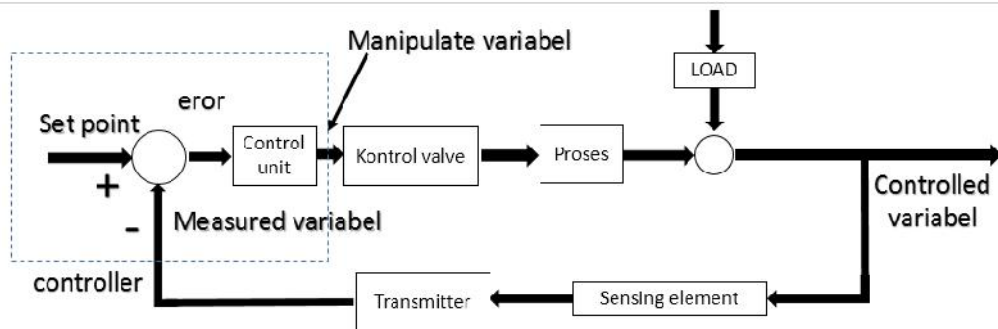 Manipulate variabel
LOAD
eror
Set point
Control
unit
Kontrol valve
Proses
+
Controlled
variabel
-
Measured variabel
controller
Transmitter
Sensing element